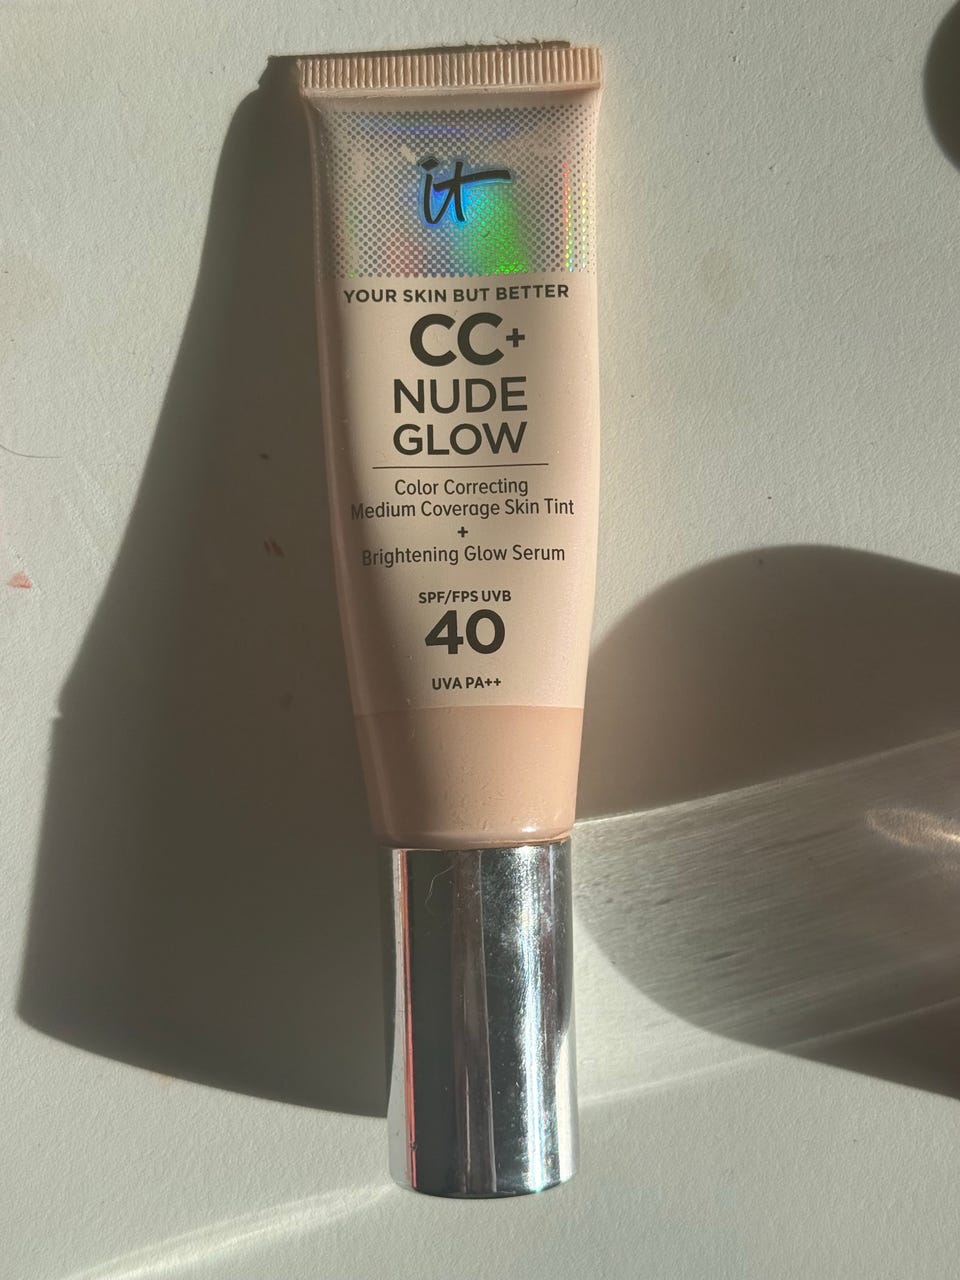 it
YOUR SKIN BUT BETTER
CC+
NUDE
GLOW
Color Correcting
Medium Coverage Skin Tint
+
Brightening Glow Serum
SPF/FPS UVB
40
UVA PA++